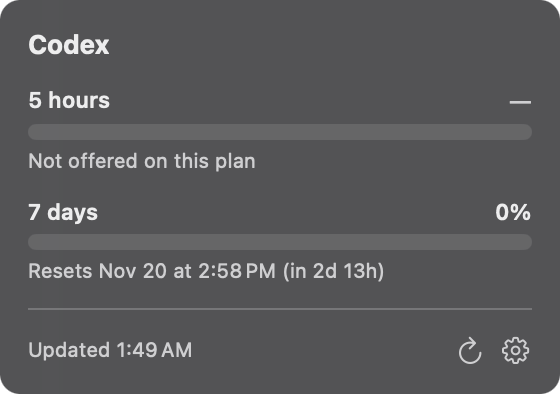 Codex
5 hours —
Not offered on this plan
7 days 0%
Resets Nov 20 at 2:58 PM (in 2d 13h)
Updated 1:49 AM